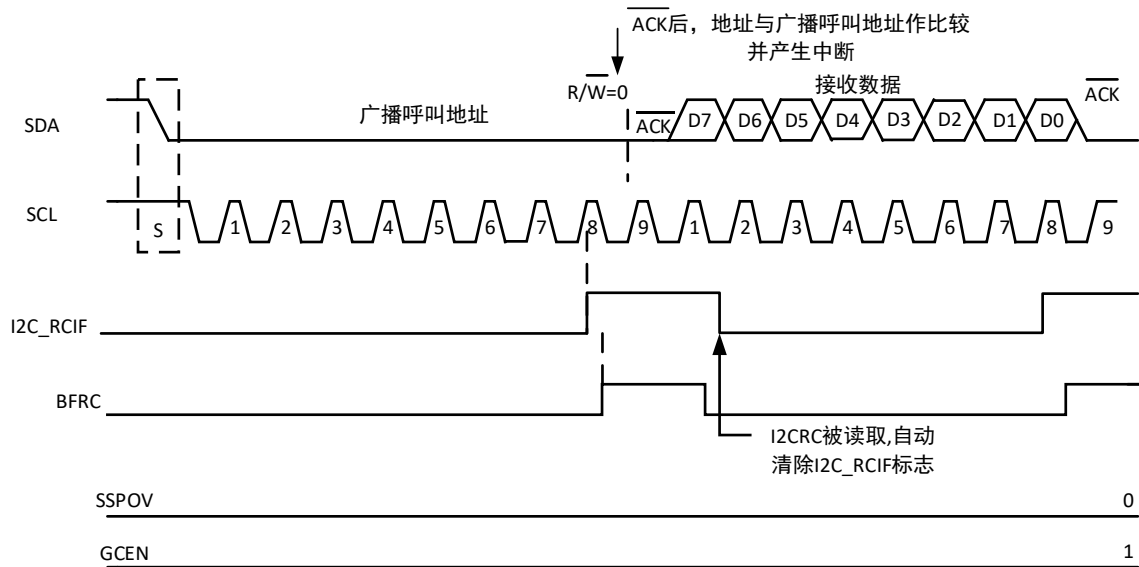 ACK后，地址与广播呼叫地址作比较
并产生中断
R/W=0
接收数据
ACK
SDA
广播呼叫地址
ACK
D7 D6 D5 D4 D3 D2 D1 D0
SCL
S
1 2 3 4 5 6 7 8 9 1 2 3 4 5 6 7 8 9
I2C_RCIF
BFRC
I2CRC被读取,自动
清除I2C_RCIF标志
SSPOV
0
GCEN
1